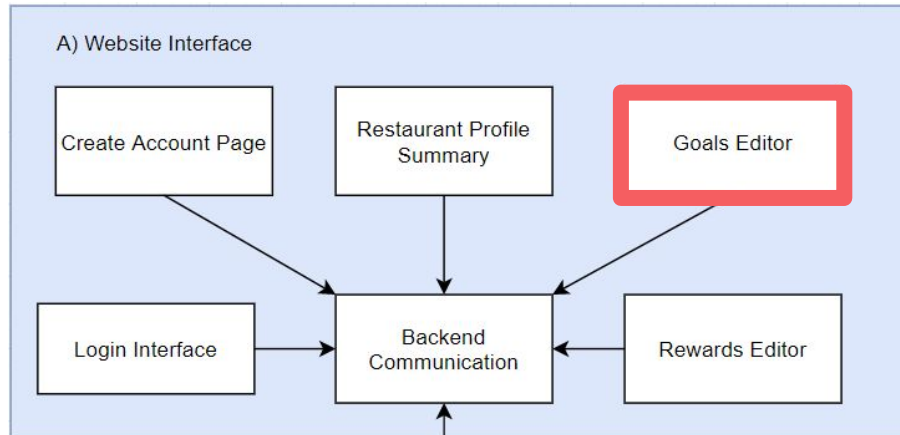 A) Website Interface
Create Account Page
Restaurant Profile
Summary
Goals Editor
Login Interface
Backend
Communication
Rewards Editor